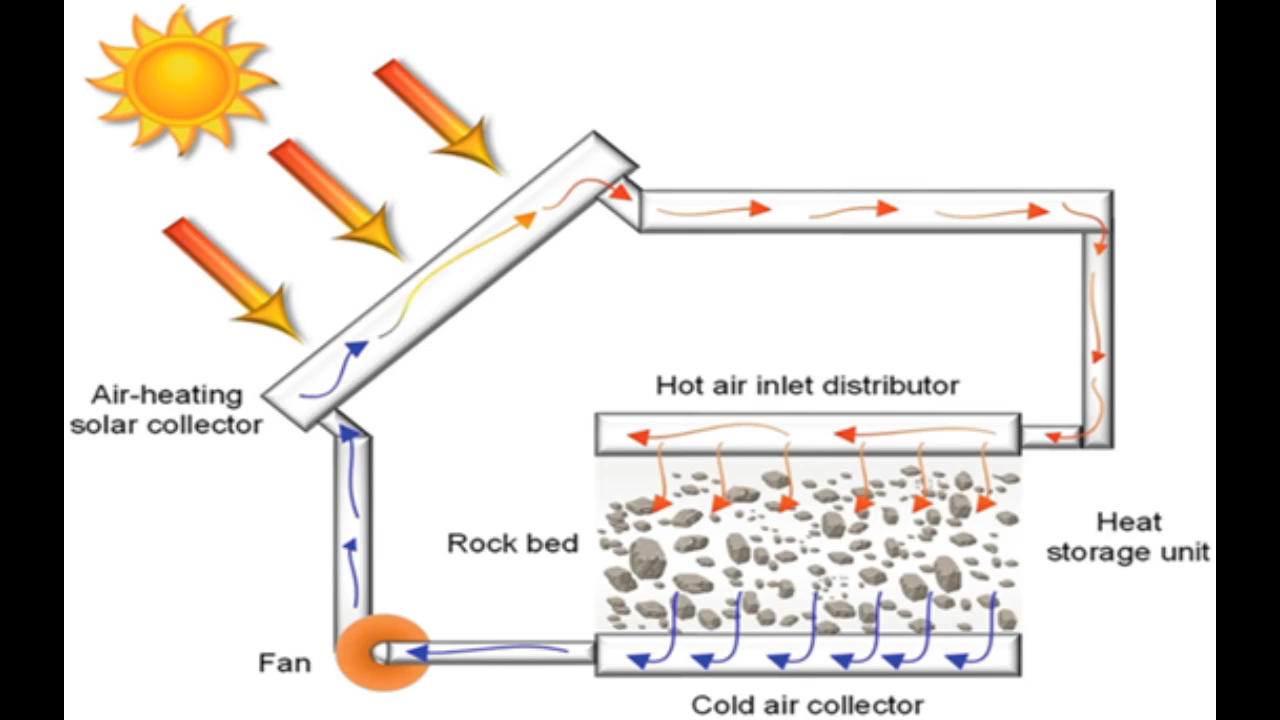 Air-heating
solar collector
Hot air inlet distributor
Rock bed
Heat
storage unit
Fan
Cold air collector